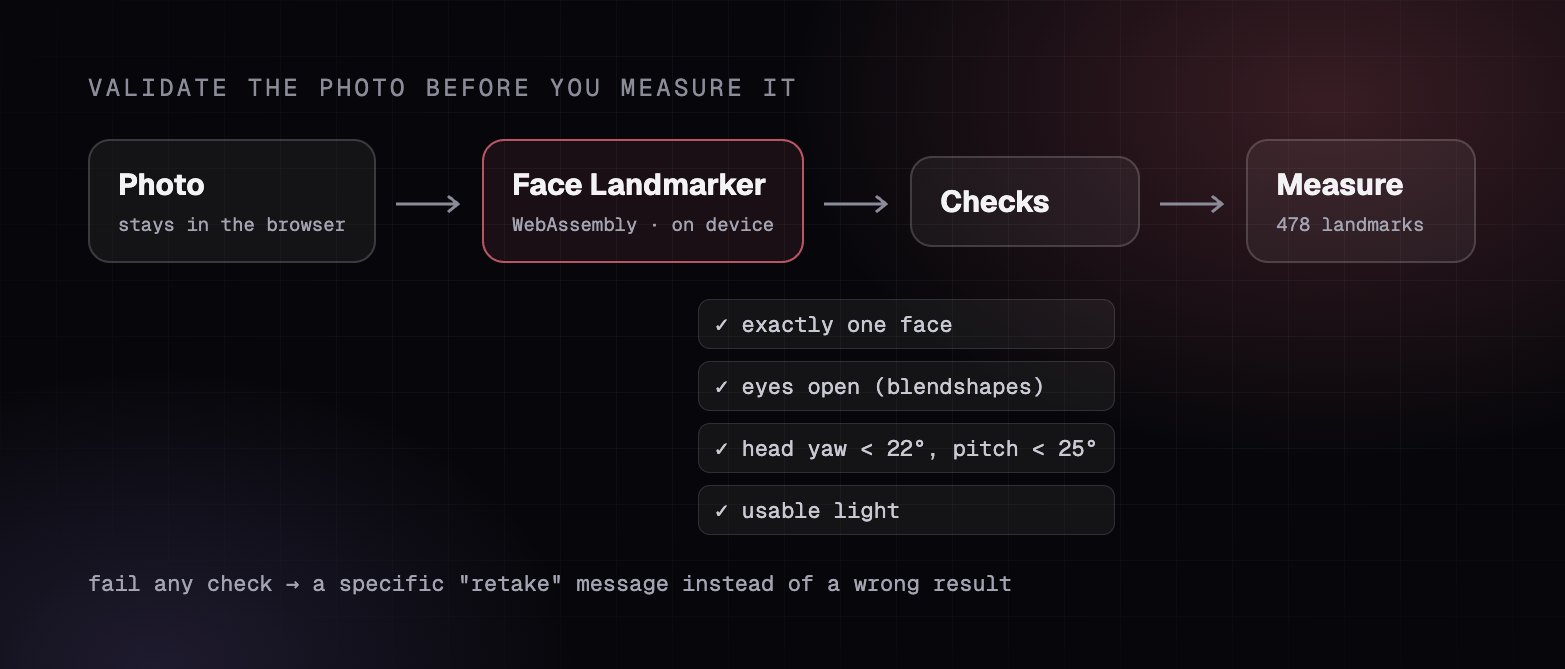 VALIDATE THE PHOTO BEFORE YOU MEASURE IT
Photo
stays in the browser
Face Landmarker
WebAssembly · on device
Checks
Measure
478 landmarks
✓ exactly one face
✓ eyes open (blendshapes)
✓ head yaw < 22°, pitch < 25°
✓ usable light
fail any check → a specific "retake" message instead of a wrong result